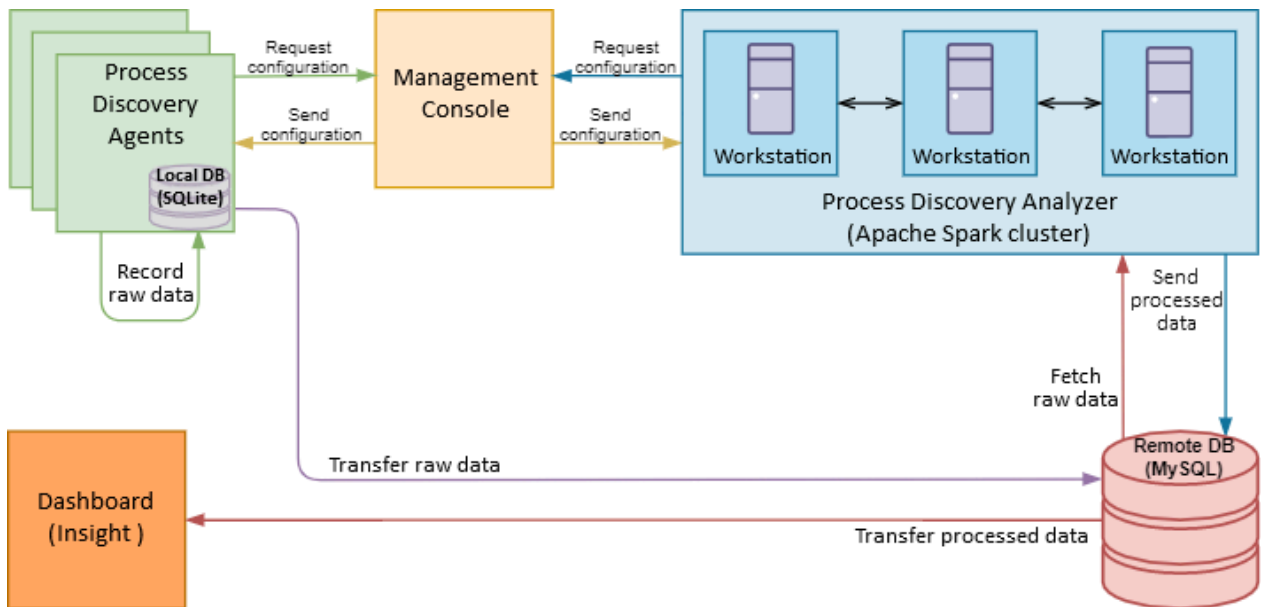 Process
Discovery
Agents
Local DB
(SQLite)
Record
raw data
Request
configuration
Send
configuration
Management
Console
Request
configuration
Send
configuration
Workstation
Workstation
Workstation
Process Discovery Analyzer
(Apache Spark cluster)
Send
processed
data
Fetch
raw data
Remote DB
(MySQL)
Transfer raw data
Transfer processed data
Dashboard
(Insight )